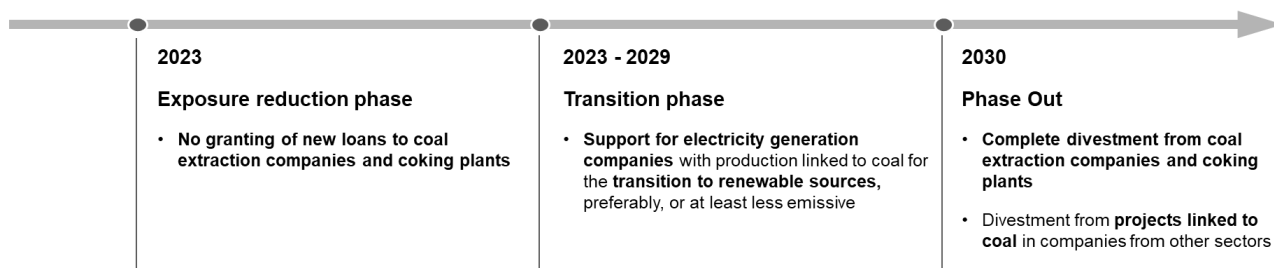 2023
Exposure reduction phase
• No granting of new loans to coal
extraction companies and coking plants
2023 - 2029
Transition phase
• Support for electricity generation
companies with production linked to coal for
the transition to renewable sources,
preferably, or at least less emissive
2030
Phase Out
• Complete divestment from coal
extraction companies and coking
plants
• Divestment from projects linked to
coal in companies from other sectors